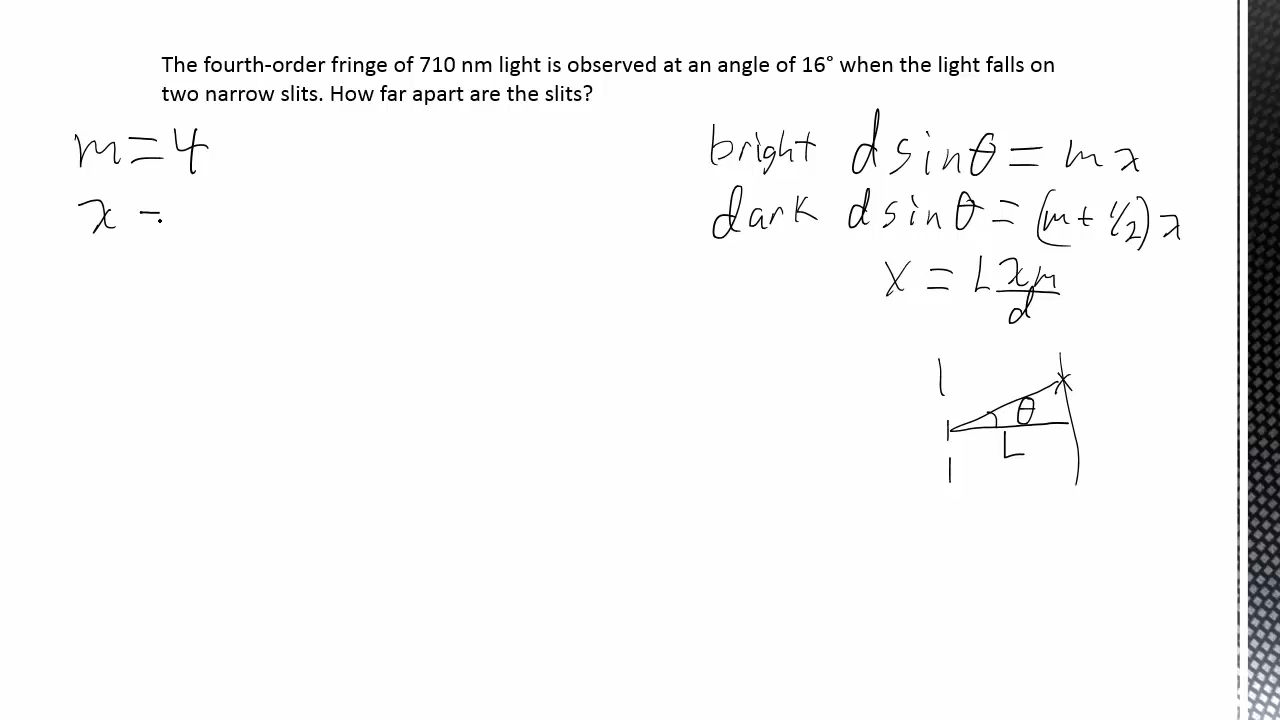 The fourth-order fringe of 710 nm light is observed at an angle of 16° when the light falls on
two narrow slits. How far apart are the slits?
m = 4
λ =
bright d sinθ = mλ
dark d sinθ = (m + 1/2) λ
x = L λm/d
θ
L